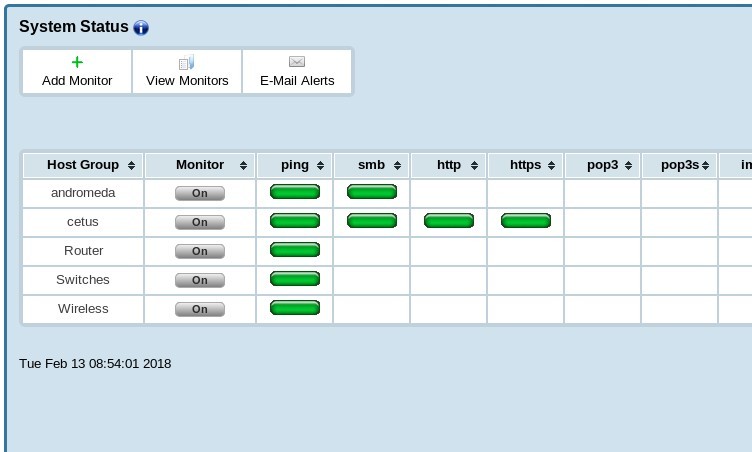 System Status
Add Monitor View Monitors E-Mail Alerts
Host Group Monitor ping smb http https pop3 pop3s
andromeda On
cetus On
Router On
Switches On
Wireless On
Tue Feb 13 08:54:01 2018